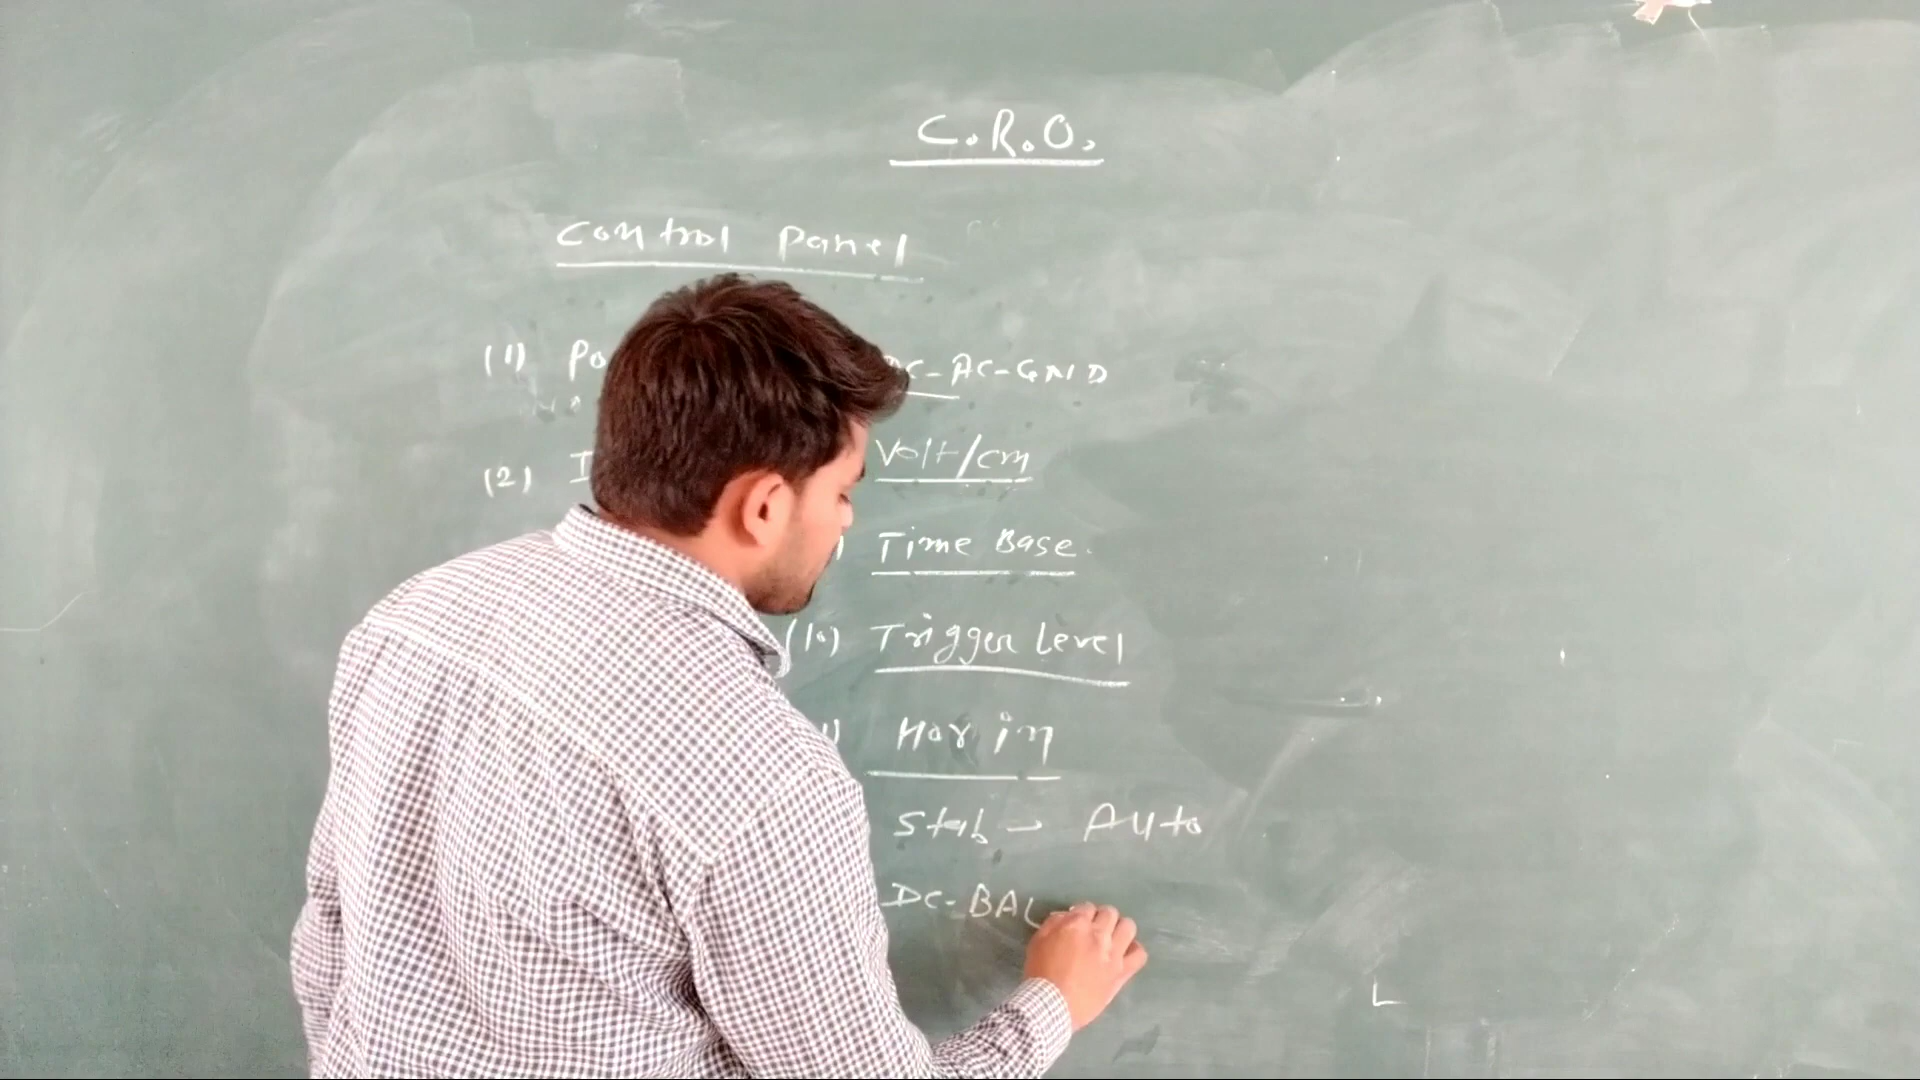 C.R.O.
Control Panel
(1) Po
DC-AC-GND
(2) I
Volt/cm
Time Base.
(10) Trigger Level
Hor in
Stab → Auto
DC-BAL
L